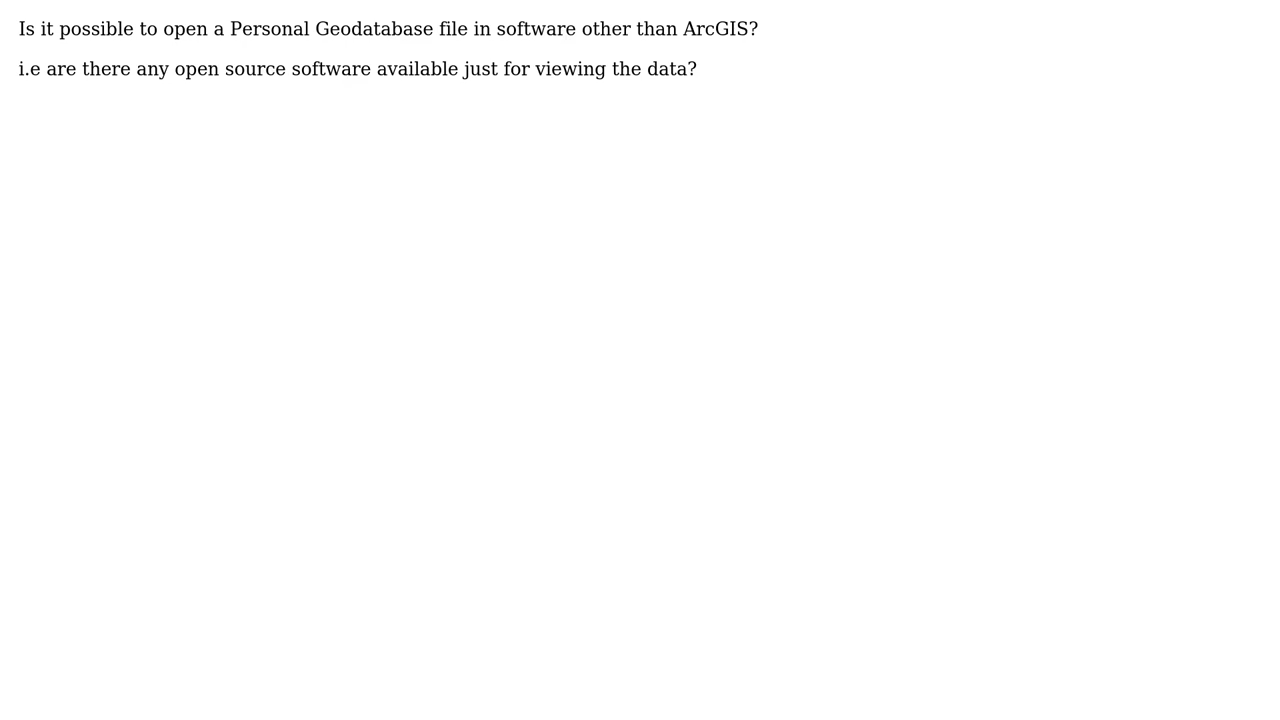 Is it possible to open a Personal Geodatabase file in software other than ArcGIS?
i.e are there any open source software available just for viewing the data?